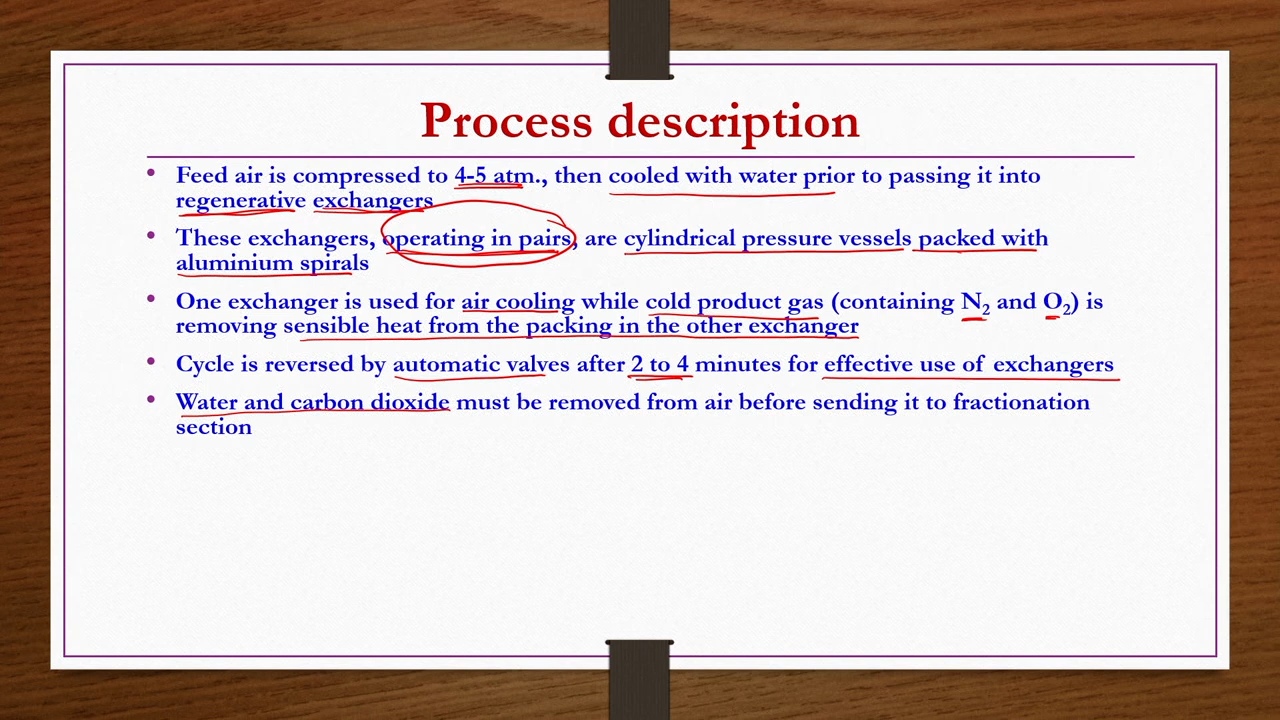 Process description
• Feed air is compressed to 4-5 atm., then cooled with water prior to passing it into
regenerative exchangers
• These exchangers, operating in pairs, are cylindrical pressure vessels packed with
aluminium spirals
• One exchanger is used for air cooling while cold product gas (containing N₂ and O₂) is
removing sensible heat from the packing in the other exchanger
• Cycle is reversed by automatic valves after 2 to 4 minutes for effective use of exchangers
• Water and carbon dioxide must be removed from air before sending it to fractionation
section